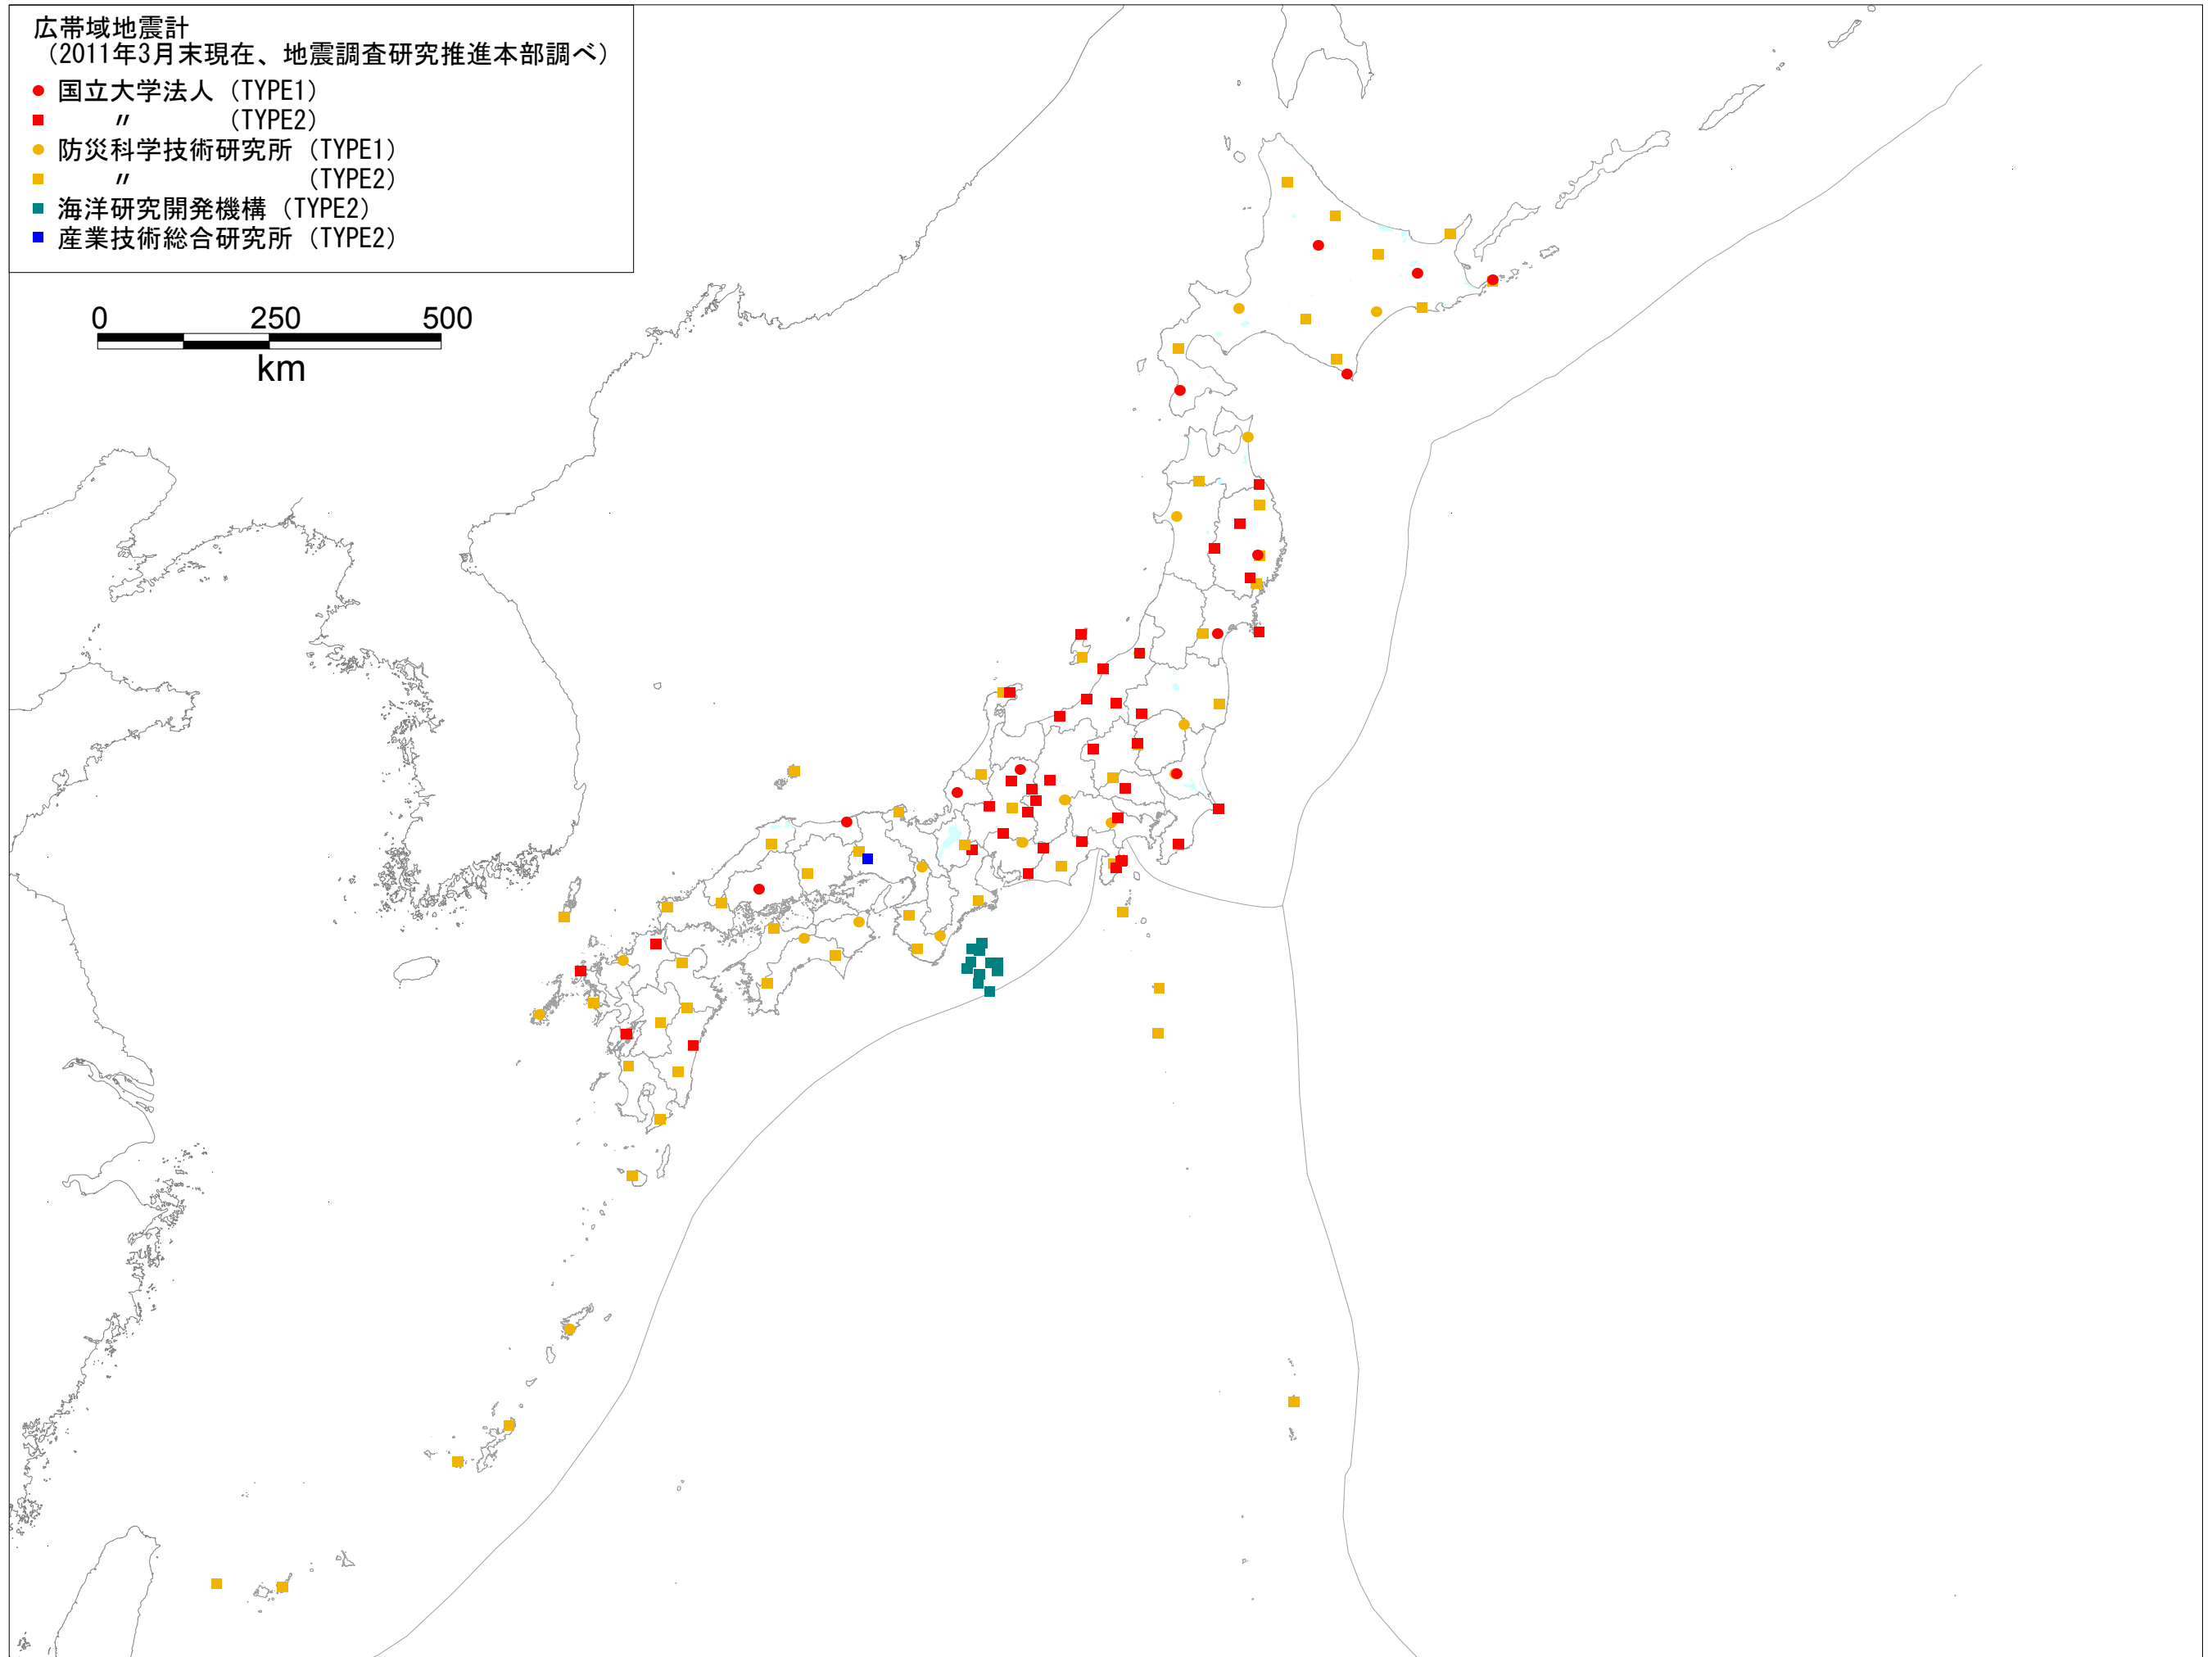 広帯域地震計
（2011年3月末現在、地震調査研究推進本部調べ）
国立大学法人（TYPE1）
〃（TYPE2）
防災科学技術研究所（TYPE1）
〃（TYPE2）
海洋研究開発機構（TYPE2）
産業技術総合研究所（TYPE2）
0 250 500
km